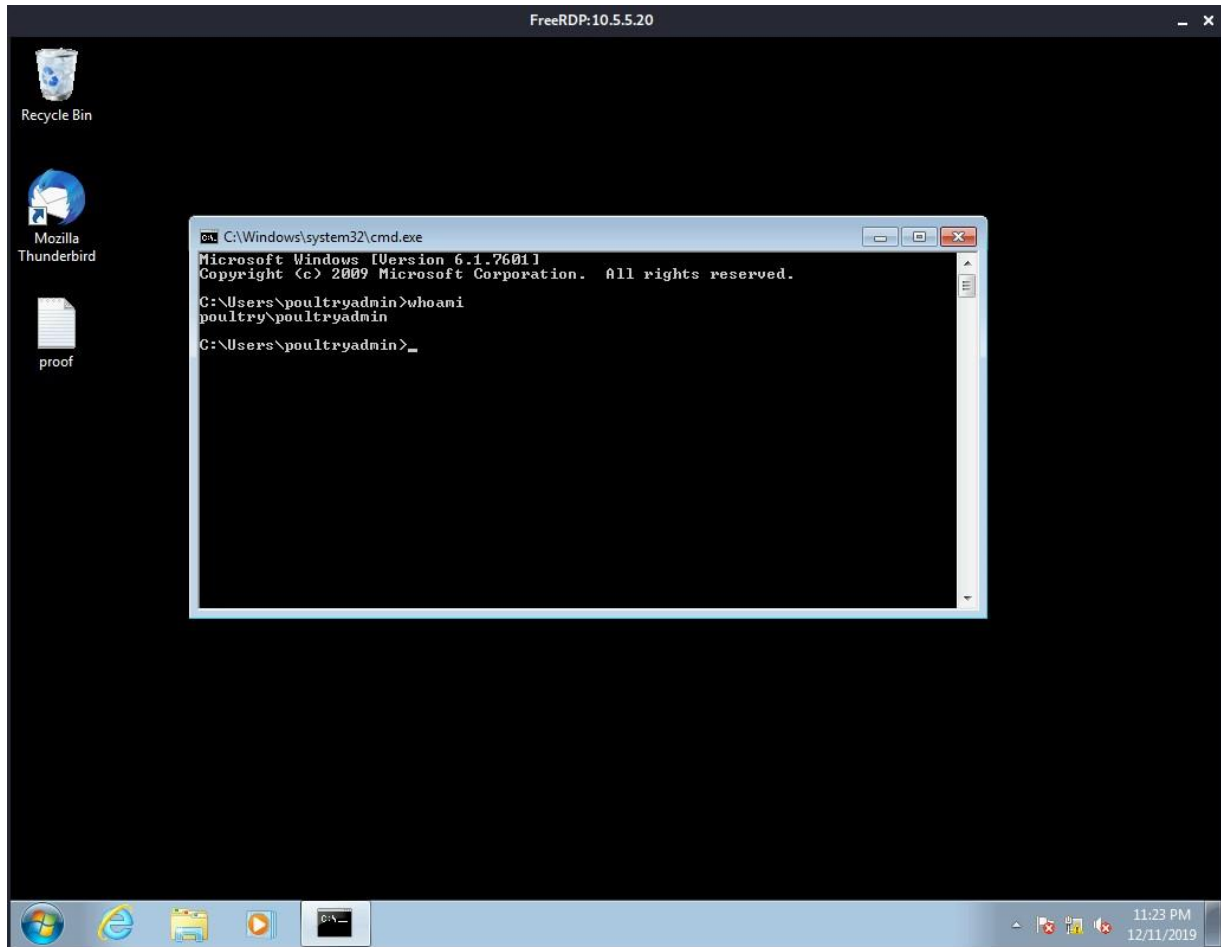 FreeRDP:10.5.5.20
Recycle Bin
Mozilla
Thunderbird
proof
C:\Windows\system32\cmd.exe
Microsoft Windows [Version 6.1.7601]
Copyright (c) 2009 Microsoft Corporation.  All rights reserved.
C:\Users\poultryadmin>whoami
poultry\poultryadmin
C:\Users\poultryadmin>_
11:23 PM
12/11/2019